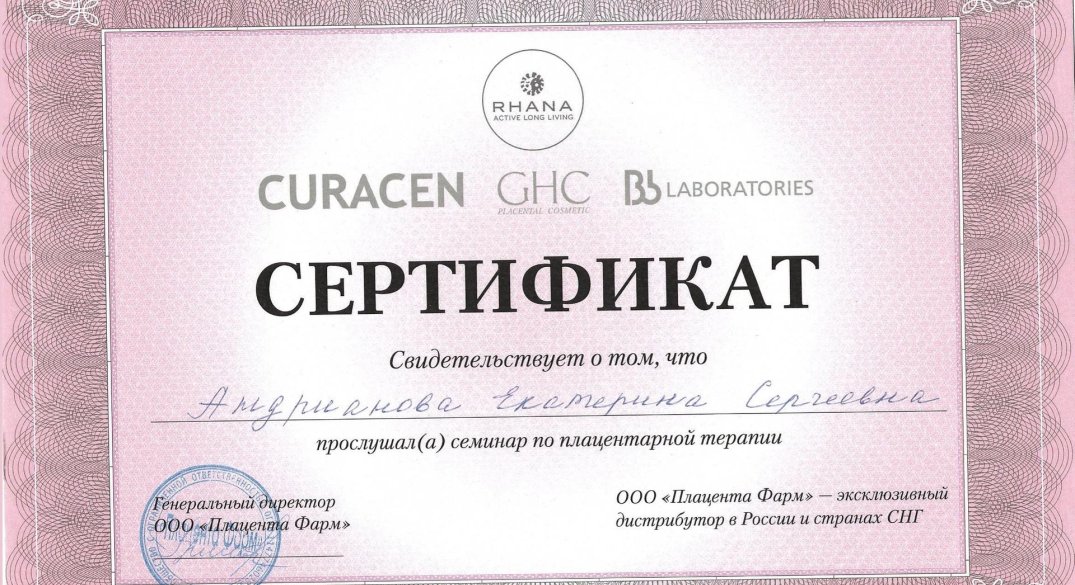 RHANA
ACTIVE LONG LIVING
CURACEN
GHC
PLACENTAL COSMETIC
Bb LABORATORIES
СЕРТИФИКАТ
Свидетельствует о том, что
Андрианова Екатерина Сергеевна
прослушал(а) семинар по плацентарной терапии
Генеральный директор
ООО «Плацента Фарм»
ООО «Плацента Фарм» — эксклюзивный
дистрибутор в России и странах СНГ